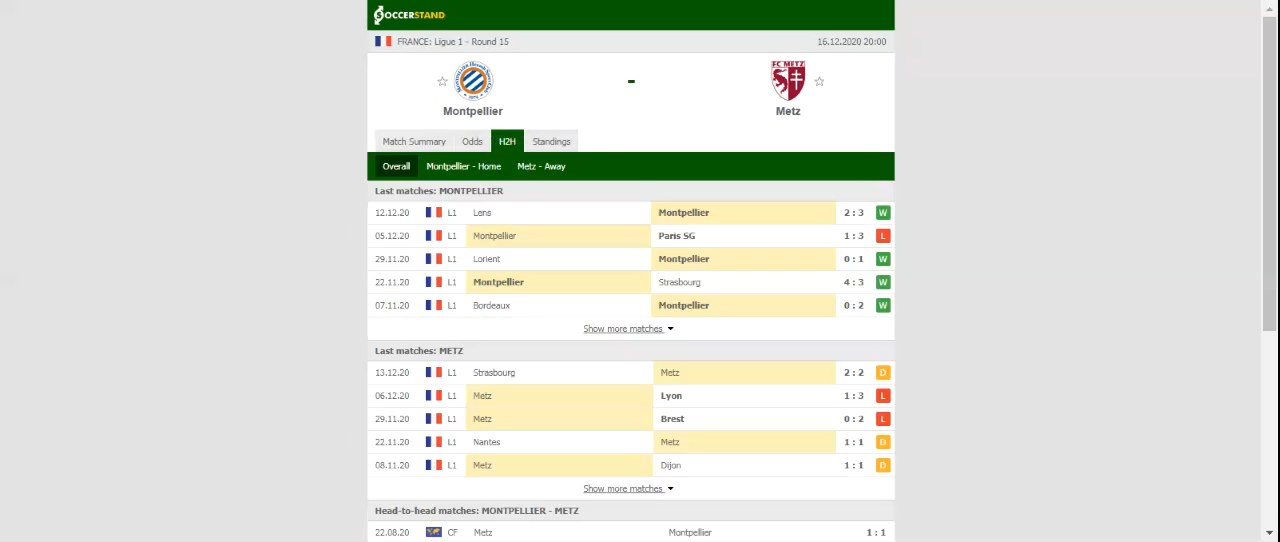 SOCCERSTAND
FRANCE: Ligue 1 - Round 15 16.12.2020 20:00
FC METZ
-
Montpellier Metz
Match Summary Odds H2H Standings
Overall Montpellier - Home Metz - Away
Last matches: MONTPELLIER
12.12.20 L1 Lens Montpellier 2 : 3 W
05.12.20 L1 Montpellier Paris SG 1 : 3 L
29.11.20 L1 Lorient Montpellier 0 : 1 W
22.11.20 L1 Montpellier Strasbourg 4 : 3 W
07.11.20 L1 Bordeaux Montpellier 0 : 2 W
Show more matches
Last matches: METZ
13.12.20 L1 Strasbourg Metz 2 : 2 D
06.12.20 L1 Metz Lyon 1 : 3 L
29.11.20 L1 Metz Brest 0 : 2 L
22.11.20 L1 Nantes Metz 1 : 1 D
08.11.20 L1 Metz Dijon 1 : 1 D
Show more matches
Head-to-head matches: MONTPELLIER - METZ
22.08.20 CF Metz Montpellier 1 : 1